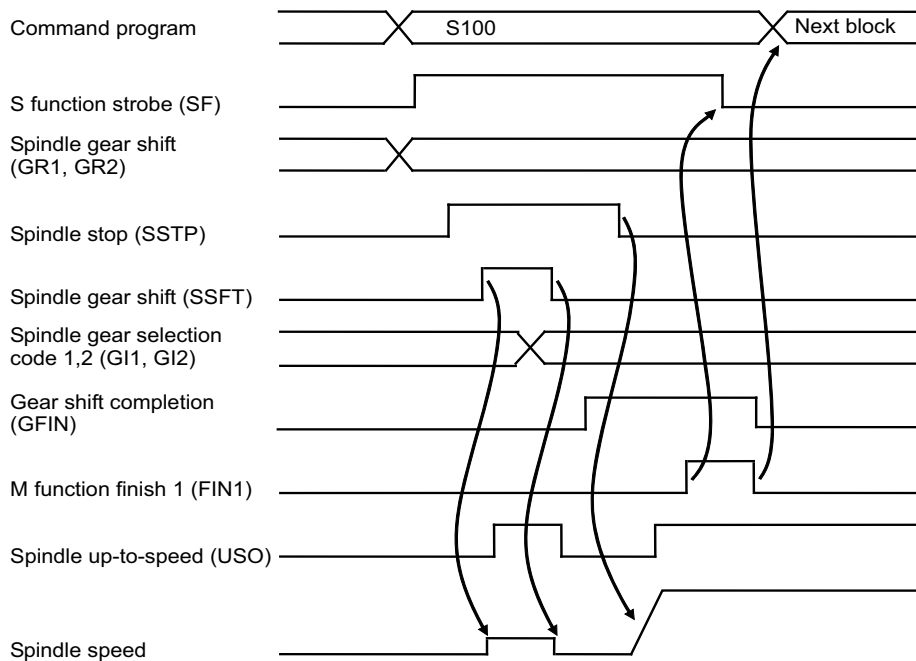 Command program
S100
Next block
S function strobe (SF)
Spindle gear shift
(GR1, GR2)
Spindle stop (SSTP)
Spindle gear shift (SSFT)
Spindle gear selection
code 1,2 (GI1, GI2)
Gear shift completion
(GFIN)
M function finish 1 (FIN1)
Spindle up-to-speed (USO)
Spindle speed